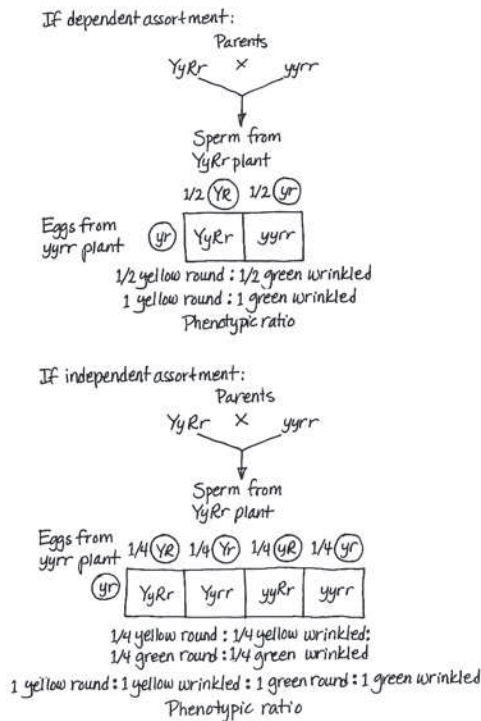 If dependent assortment:
Parents
YyRr × yyrr
Sperm from
YyRr plant
1/2 YR 1/2 yr
Eggs from
yyrr plant
yr YyRr yyrr
1/2 yellow round : 1/2 green wrinkled
1 yellow round : 1 green wrinkled
Phenotypic ratio
If independent assortment:
Parents
YyRr × yyrr
Sperm from
YyRr plant
Eggs from
yyrr plant
1/4 YR 1/4 Yr 1/4 yR 1/4 yr
yr YyRr Yyrr yyRr yyrr
1/4 yellow round : 1/4 yellow wrinkled:
1/4 green round : 1/4 green wrinkled
1 yellow round : 1 yellow wrinkled : 1 green round : 1 green wrinkled
Phenotypic ratio